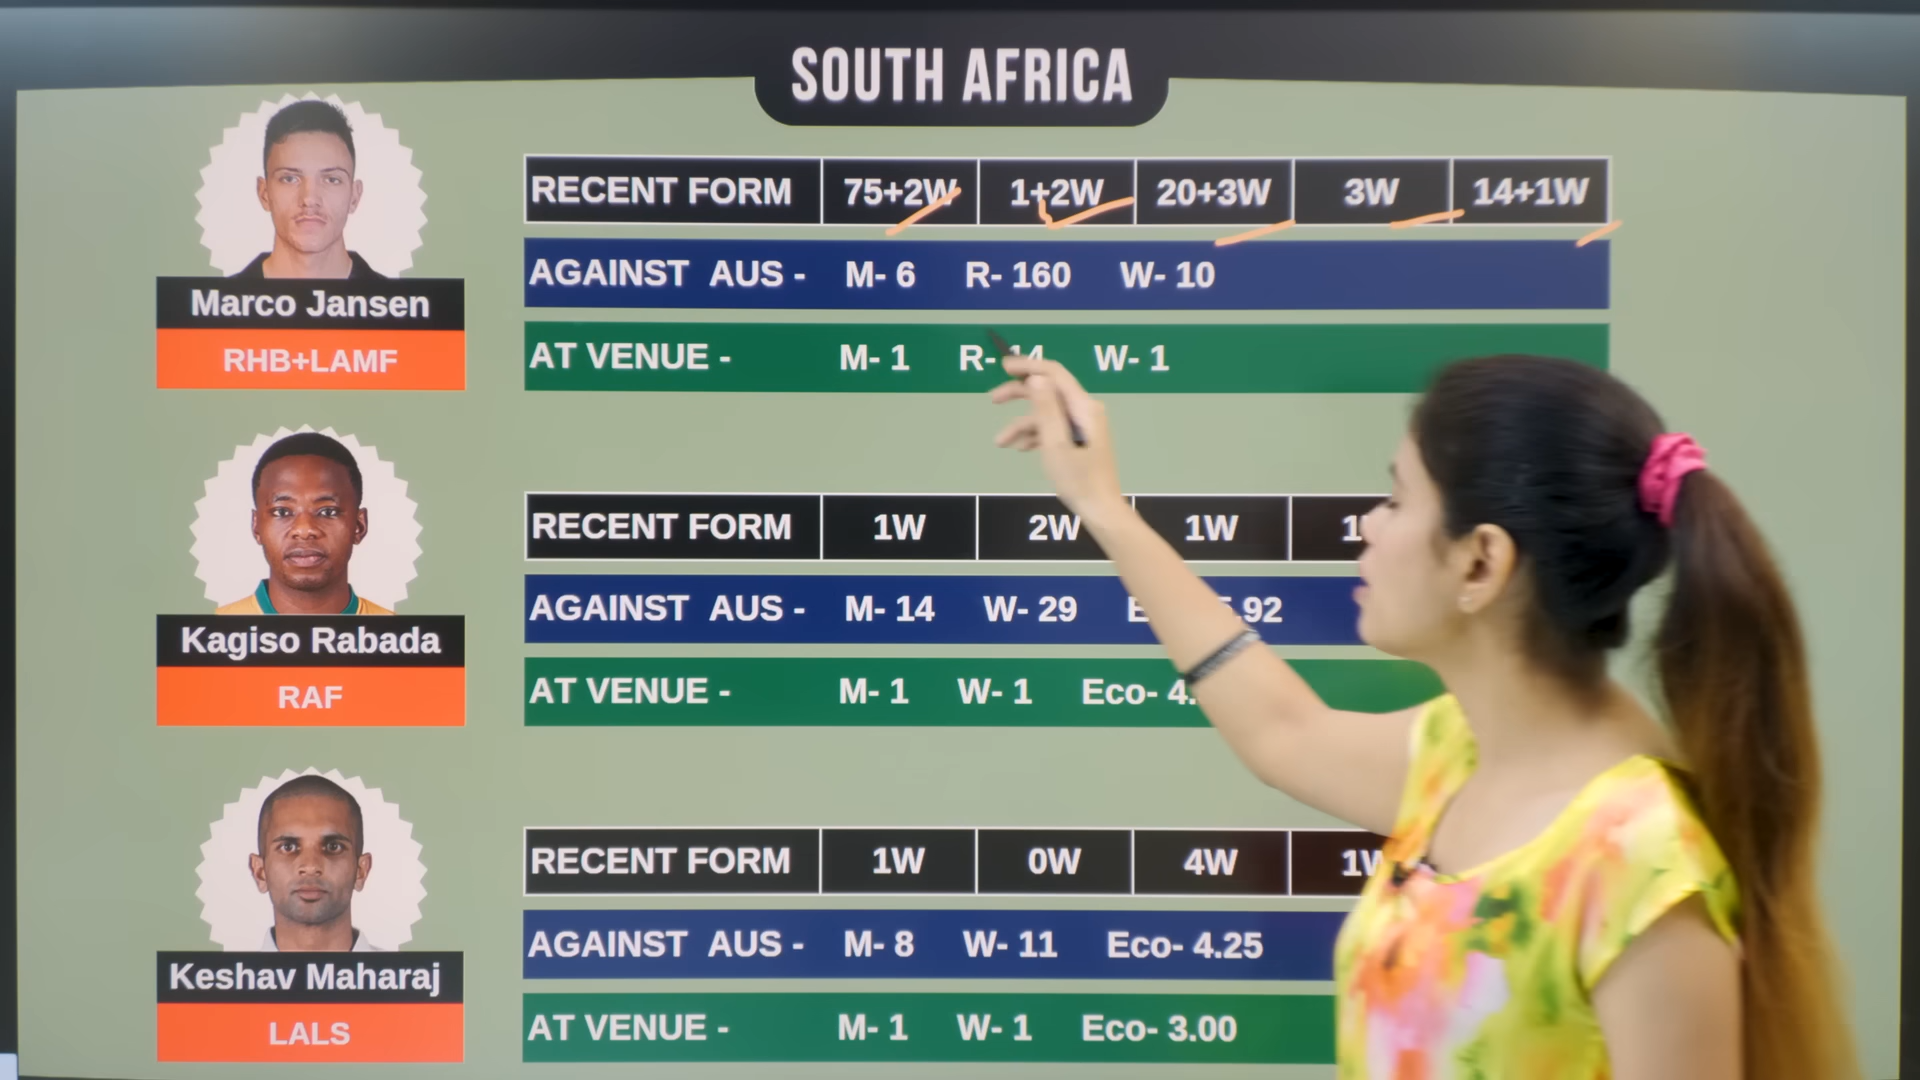 SOUTH AFRICA
RECENT FORM 75+2W 1+2W 20+3W 3W 14+1W
AGAINST AUS - M- 6 R- 160 W- 10
Marco Jansen
RHB+LAMF
AT VENUE - M- 1 R- 14 W- 1
RECENT FORM 1W 2W 1W
AGAINST AUS - M- 14 W- 29
Kagiso Rabada
RAF
AT VENUE - M- 1 W- 1 Eco-
RECENT FORM 1W 0W 4W 1W
AGAINST AUS - M- 8 W- 11 Eco- 4.25
Keshav Maharaj
LALS
AT VENUE - M- 1 W- 1 Eco- 3.00